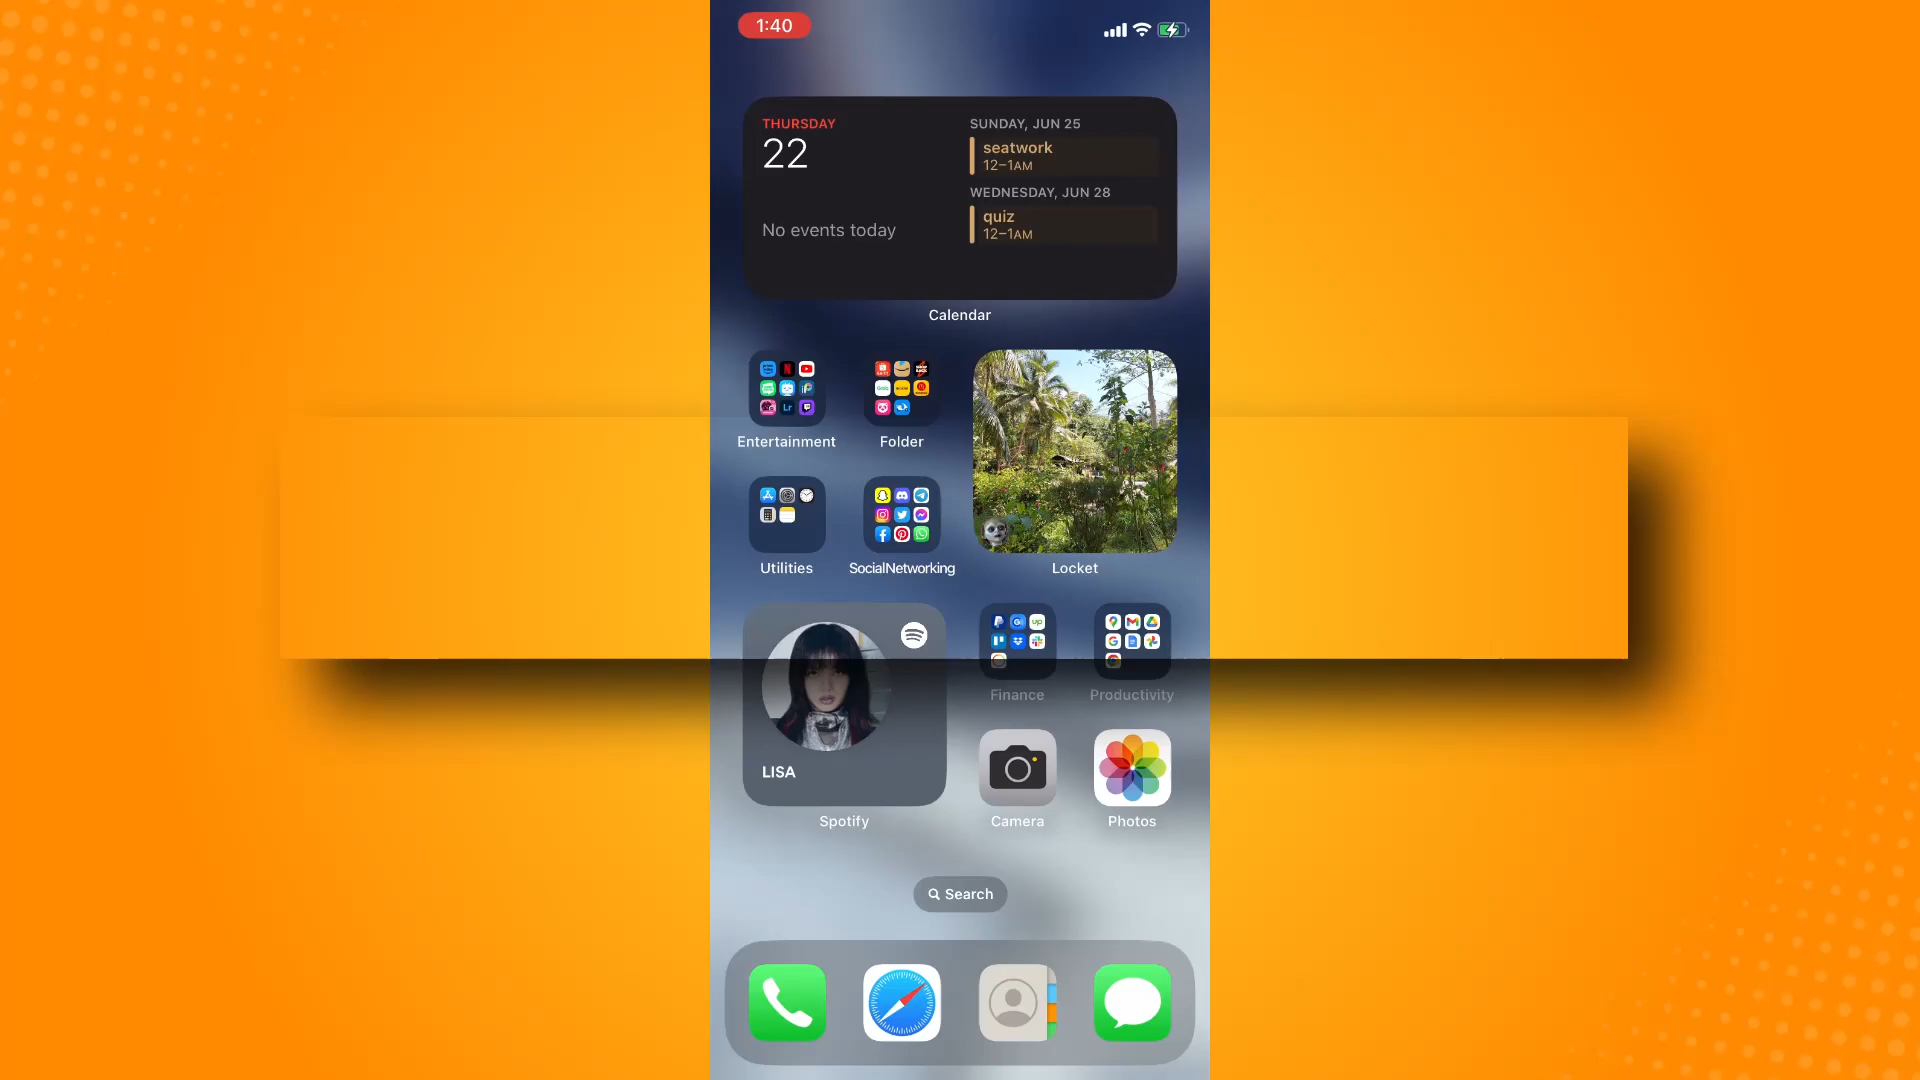 1:40
THURSDAY
22
No events today
SUNDAY, JUN 25
seatwork
12–1AM
WEDNESDAY, JUN 28
quiz
12–1AM
Calendar
Entertainment
Folder
Utilities
SocialNetworking
Locket
LISA
Spotify
Finance
Productivity
Camera
Photos
Search